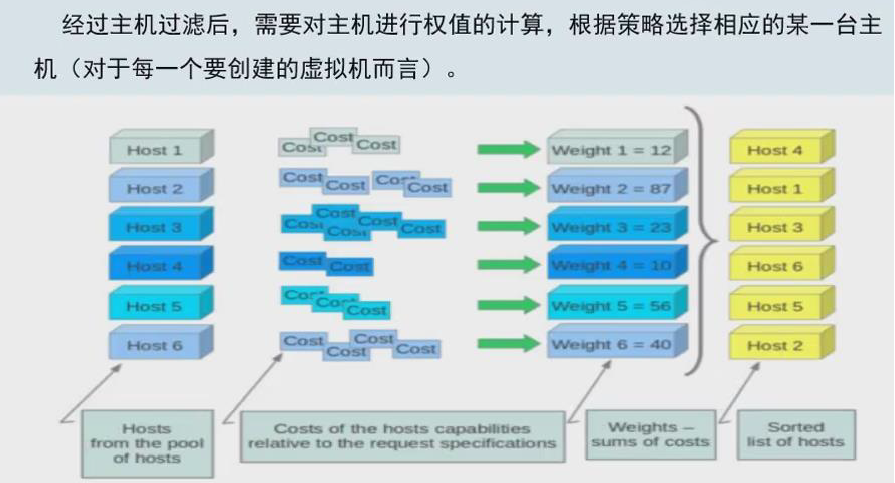 经过主机过滤后，需要对主机进行权值的计算，根据策略选择相应的某一台主
机（对于每一个要创建的虚拟机而言）。
Host 1
Cost
Cost
Cost
Weight 1 = 12
Host 4
Host 2
Cost
Cost
Cost
Cost
Weight 2 = 87
Host 1
Host 3
Cost
Cost
Cost
Cost
Cost
Weight 3 = 23
Host 3
Host 4
Cost
Cost
Weight 4 = 10
Host 6
Host 5
Cost
Cost
Cost
Weight 5 = 56
Host 5
Host 6
Cost
Cost
Cost
Cost
Weight 6 = 40
Host 2
Hosts
from the pool
of hosts
Costs of the hosts capabilities
relative to the request specifications
Weights –
sums of costs
Sorted
list of hosts